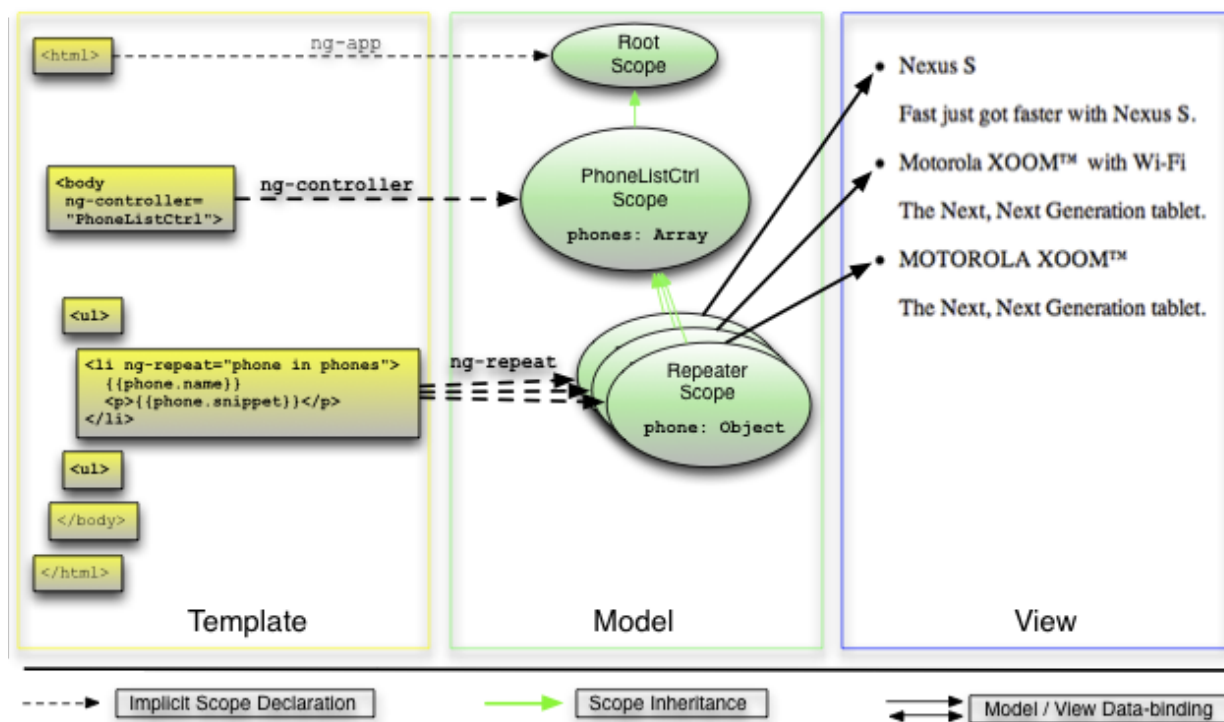 <html>
ng-app
Root
Scope
<body
ng-controller=
"PhoneListCtrl">
ng-controller
PhoneListCtrl
Scope
phones: Array
<ul>
<li ng-repeat="phone in phones">
{{phone.name}}
<p>{{phone.snippet}}</p>
</li>
ng-repeat
Repeater
Scope
phone: Object
<ul>
</body>
</html>
Template
Model
• Nexus S
Fast just got faster with Nexus S.
• Motorola XOOM™ with Wi-Fi
The Next, Next Generation tablet.
• MOTOROLA XOOM™
The Next, Next Generation tablet.
View
Implicit Scope Declaration
Scope Inheritance
Model / View Data-binding